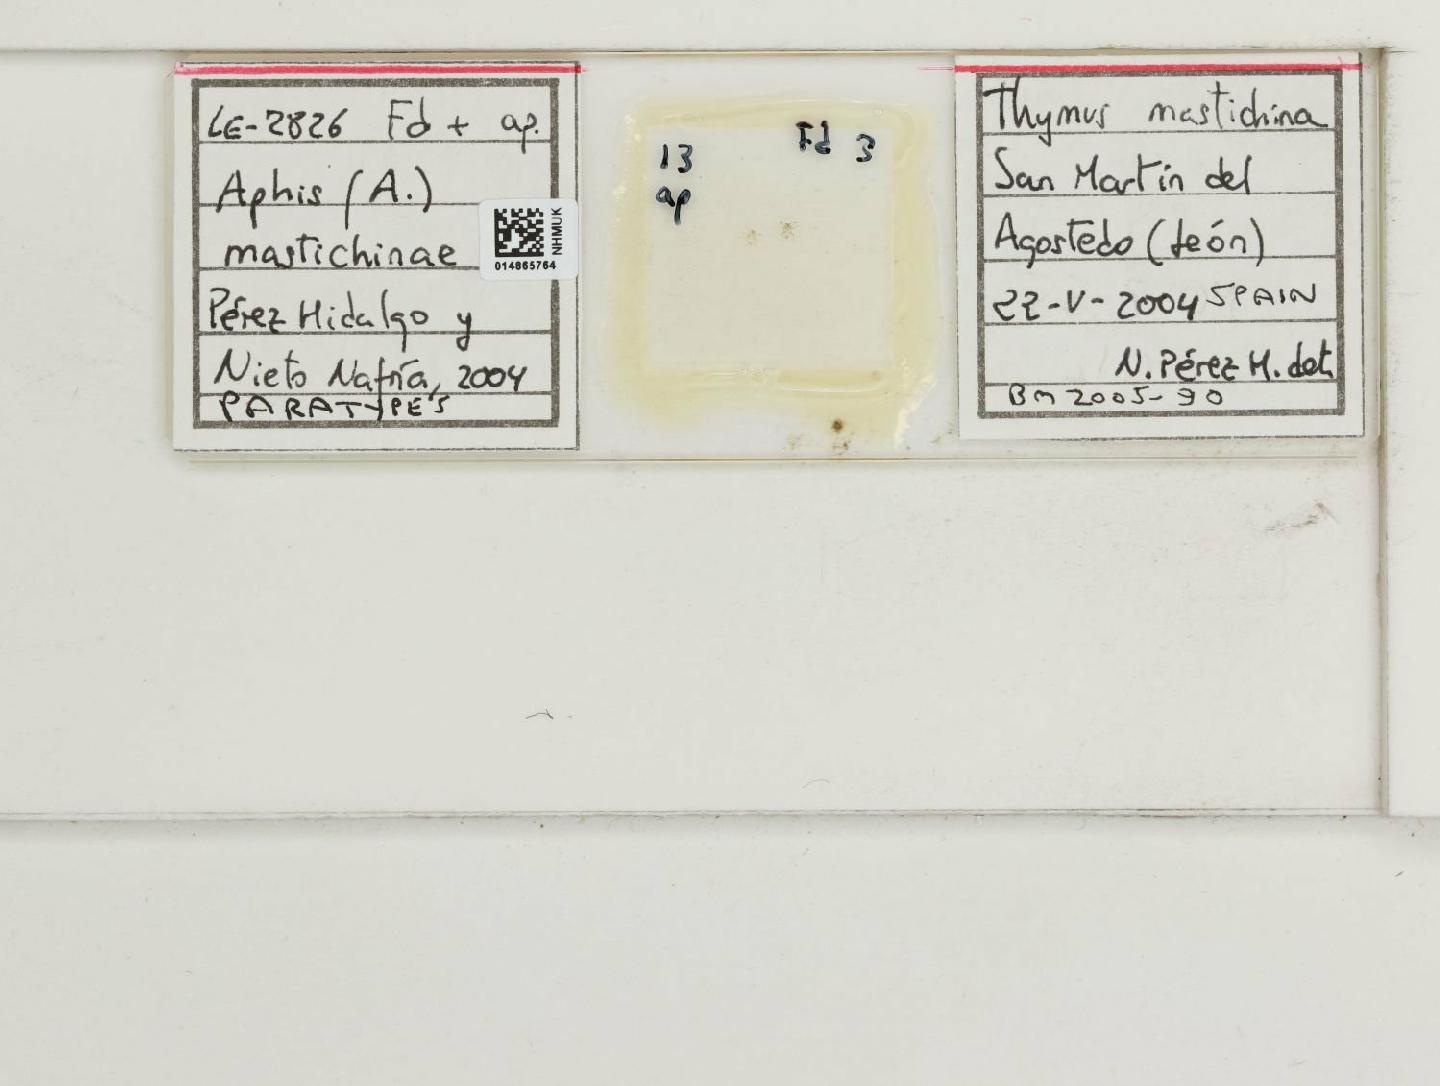 LE-2826 Fd + ap.
Aphis (A.)
mastichinae
Pérez Hidalgo y
Nieto Nafría, 2004
PARATYPES
NHMUK
014865764
13
ap
Fd 3
Thymus mastichina
San Martín del
Agostedo (León)
22-V-2004 SPAIN
N. Pérez H. det.
BM 2005-90